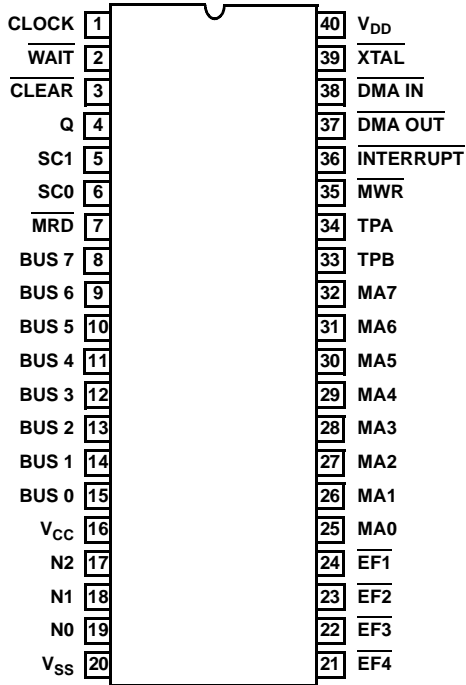 CLOCK 1 40 VDD
WAIT 2 39 XTAL
CLEAR 3 38 DMA IN
Q 4 37 DMA OUT
SC1 5 36 INTERRUPT
SC0 6 35 MWR
MRD 7 34 TPA
BUS 7 8 33 TPB
BUS 6 9 32 MA7
BUS 5 10 31 MA6
BUS 4 11 30 MA5
BUS 3 12 29 MA4
BUS 2 13 28 MA3
BUS 1 14 27 MA2
BUS 0 15 26 MA1
VCC 16 25 MA0
N2 17 24 EF1
N1 18 23 EF2
N0 19 22 EF3
VSS 20 21 EF4